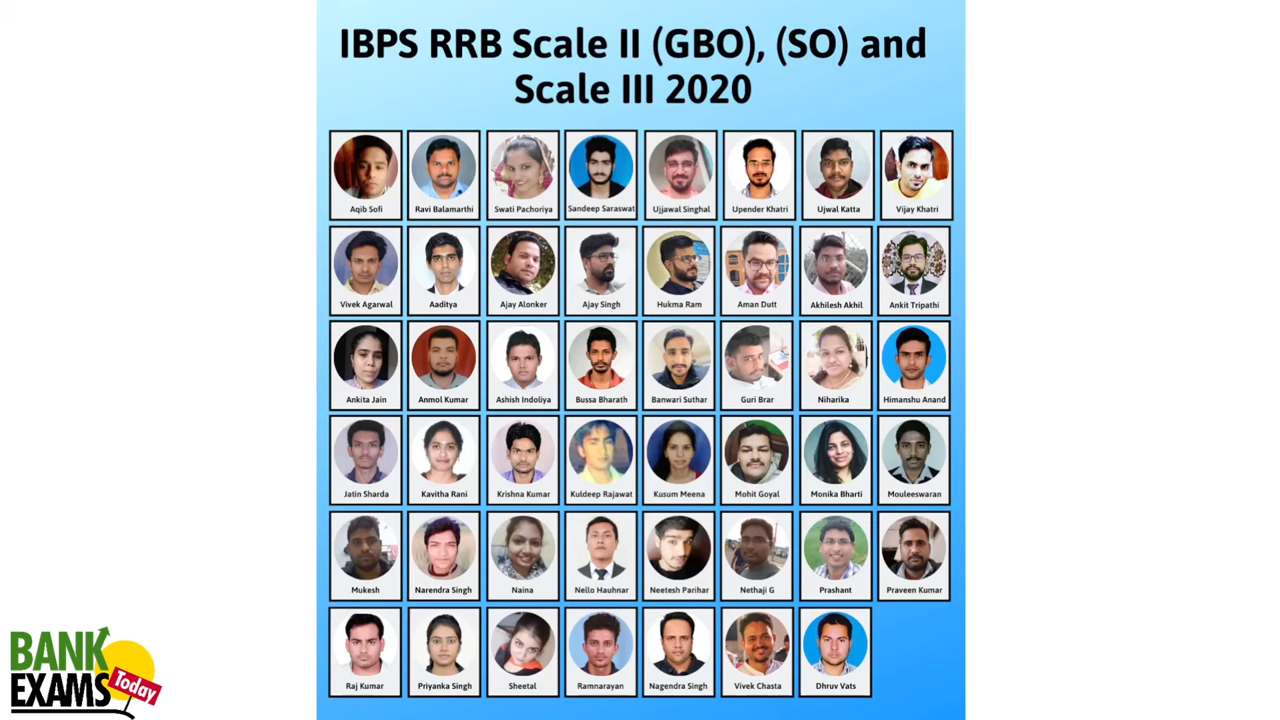 IBPS RRB Scale II (GBO), (SO) and
Scale III 2020
Aqib Sofi
Ravi Balamarthi
Swati Pachoriya
Sandeep Saraswat
Ujjawal Singhal
Upender Khatri
Ujwal Katta
Vijay Khatri
Vivek Agarwal
Aaditya
Ajay Alonker
Ajay Singh
Hukma Ram
Aman Dutt
Akhilesh Akhil
Ankit Tripathi
Ankita Jain
Anmol Kumar
Ashish Indoliya
Bussa Bharath
Banwari Suthar
Guri Brar
Niharika
Himanshu Anand
Jatin Sharda
Kavitha Rani
Krishna Kumar
Kuldeep Rajawat
Kusum Meena
Mohit Goyal
Monika Bharti
Mouleeswaran
Mukesh
Narendra Singh
Naina
Nello Hauhnar
Neetesh Parihar
Nethaji G
Prashant
Praveen Kumar
Raj Kumar
Priyanka Singh
Sheetal
Ramnarayan
Nagendra Singh
Vivek Chasta
Dhruv Vats
BANK
EXAMS
Today